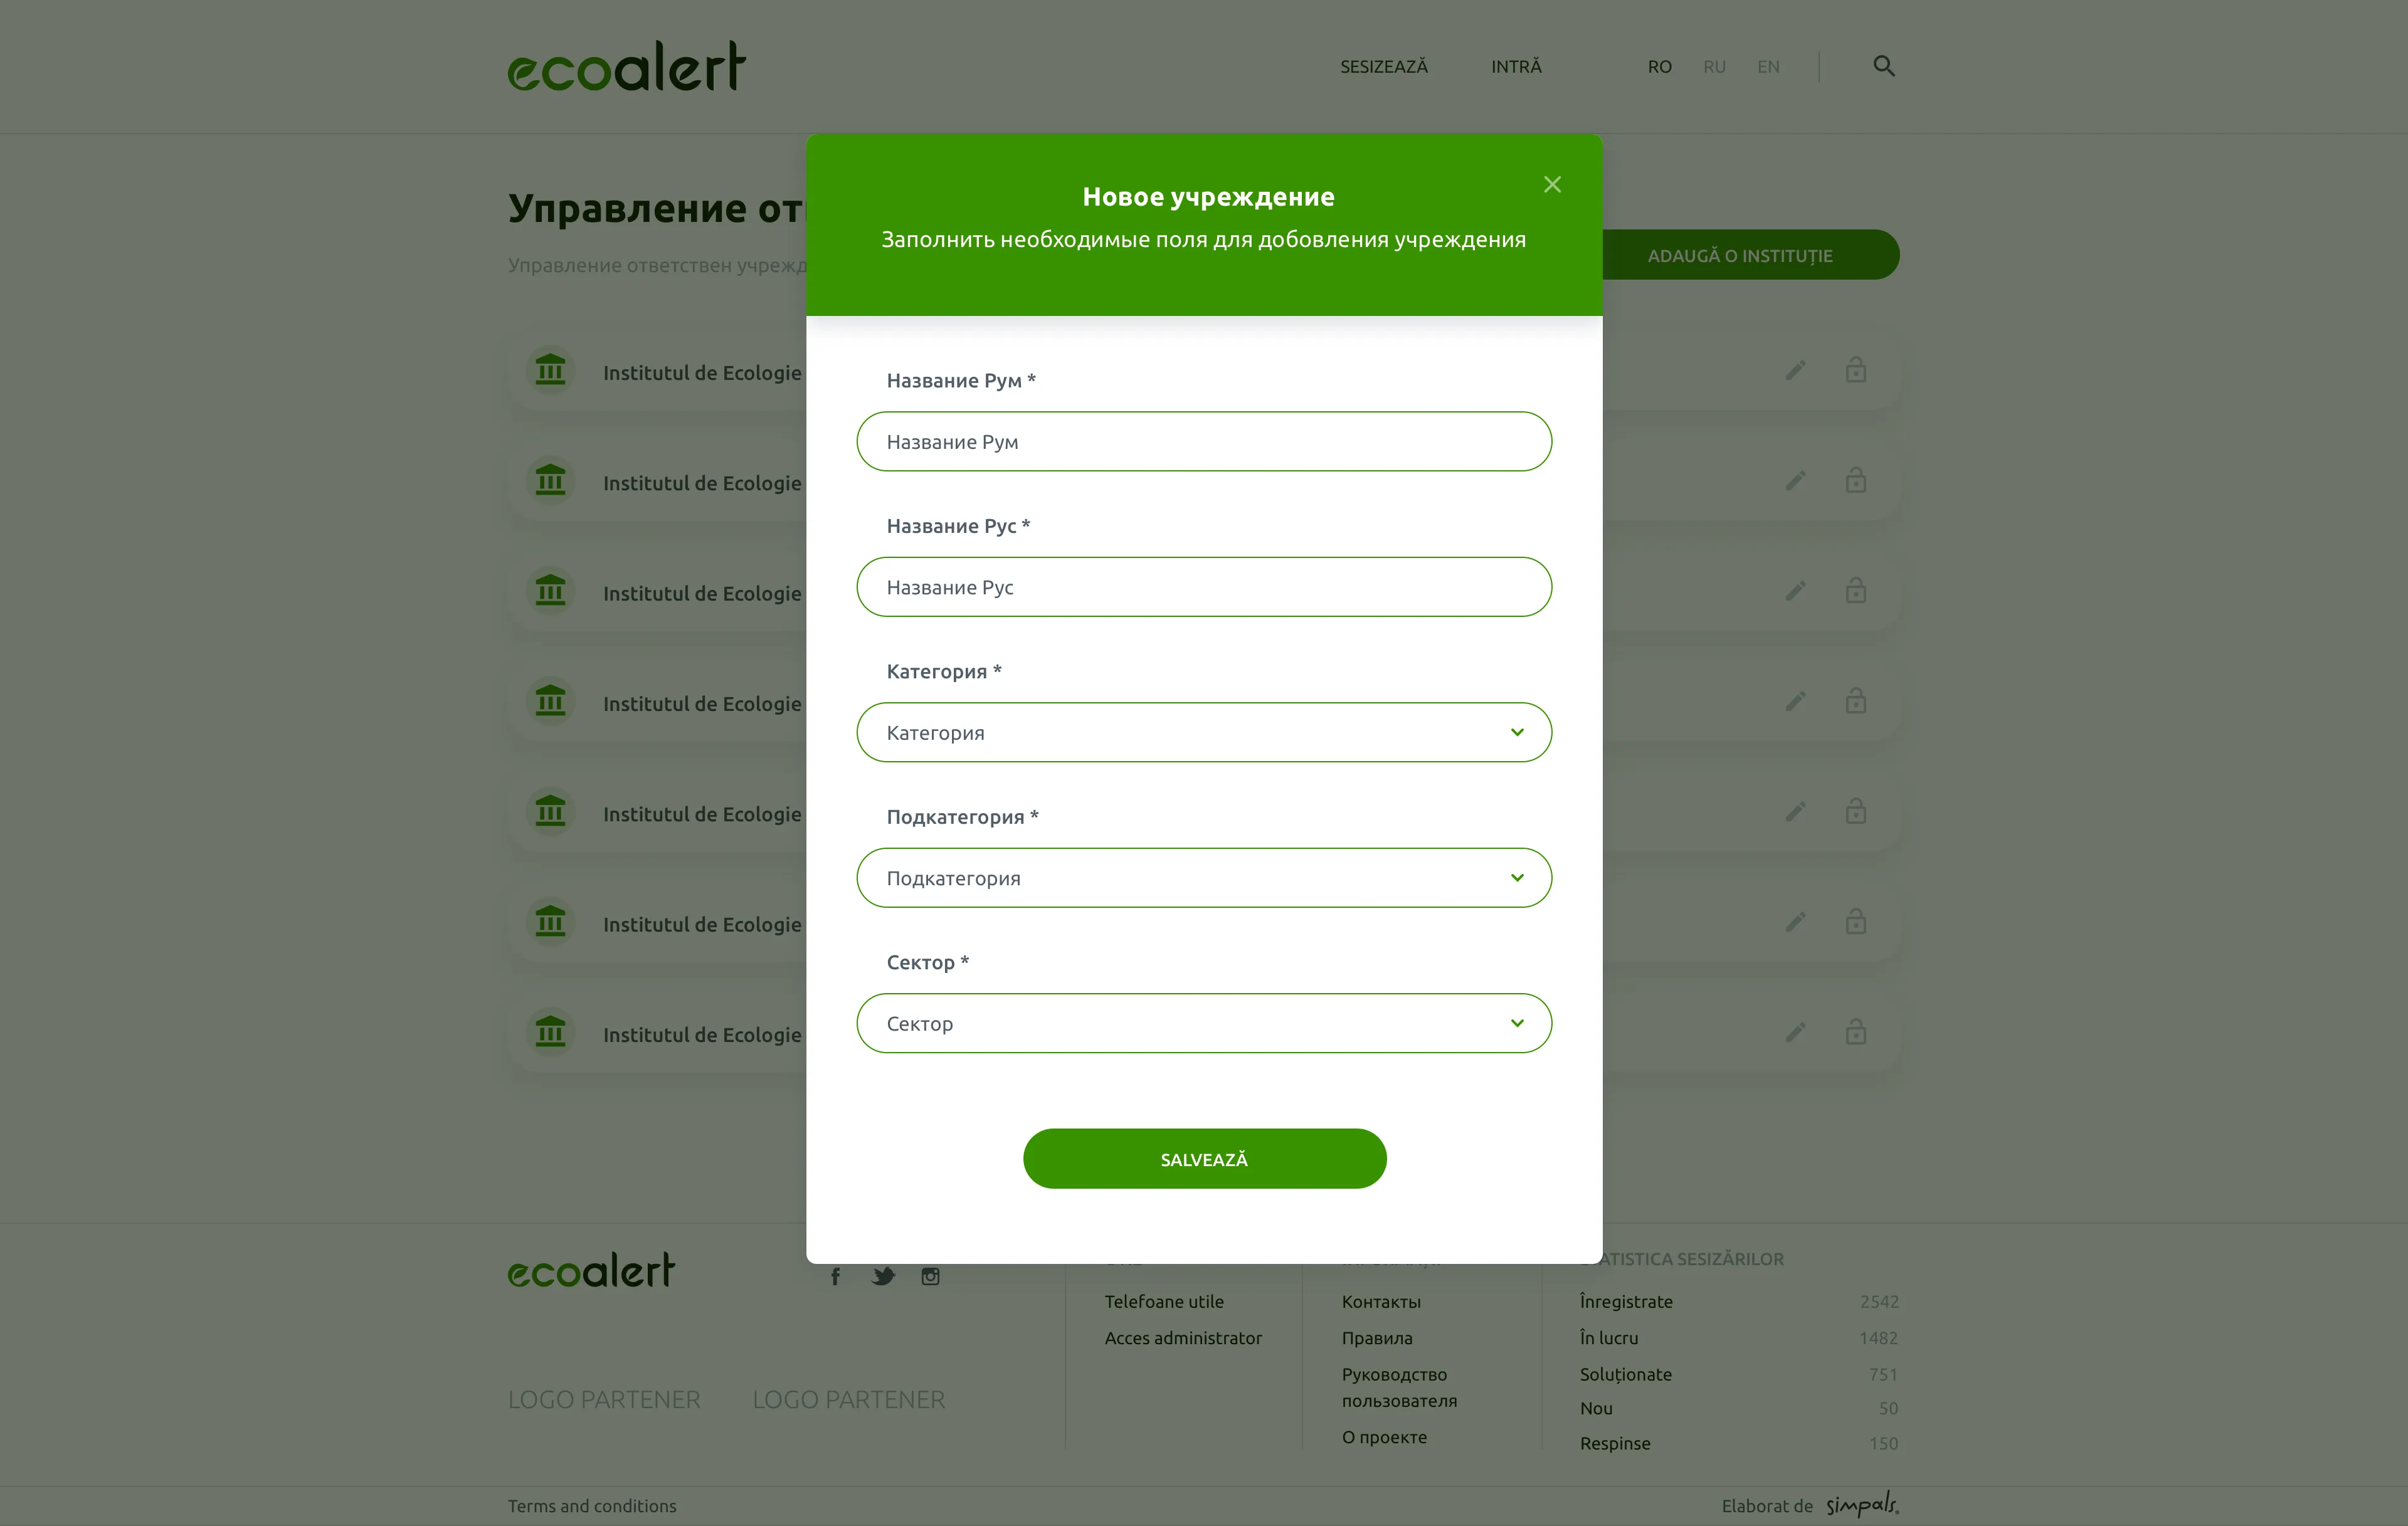 ecoalert
SESIZEAZĂ INTRĂ RO RU EN
Управление
Управление ответствен
ADAUGĂ O INSTITUȚIE
Новое учреждение
Заполнить необходимые поля для добовления учреждения
Institutul de Ecologie
Institutul de Ecologie
Institutul de Ecologie
Institutul de Ecologie
Institutul de Ecologie
Institutul de Ecologie
Institutul de Ecologie
Название Рум *
Название Рум
Название Рус *
Название Рус
Категория *
Категория
Подкатегория *
Подкатегория
Сектор *
Сектор
SALVEAZĂ
ecoalert
LOGO PARTENER LOGO PARTENER
Telefoane utile
Acces administrator
Контакты
Правила
Руководство
пользователя
О проекте
SESIZĂRILOR
Înregistrate 2542
În lucru 1482
Soluționate 751
Nou 50
Respinse 150
Terms and conditions
Elaborat de simpals.